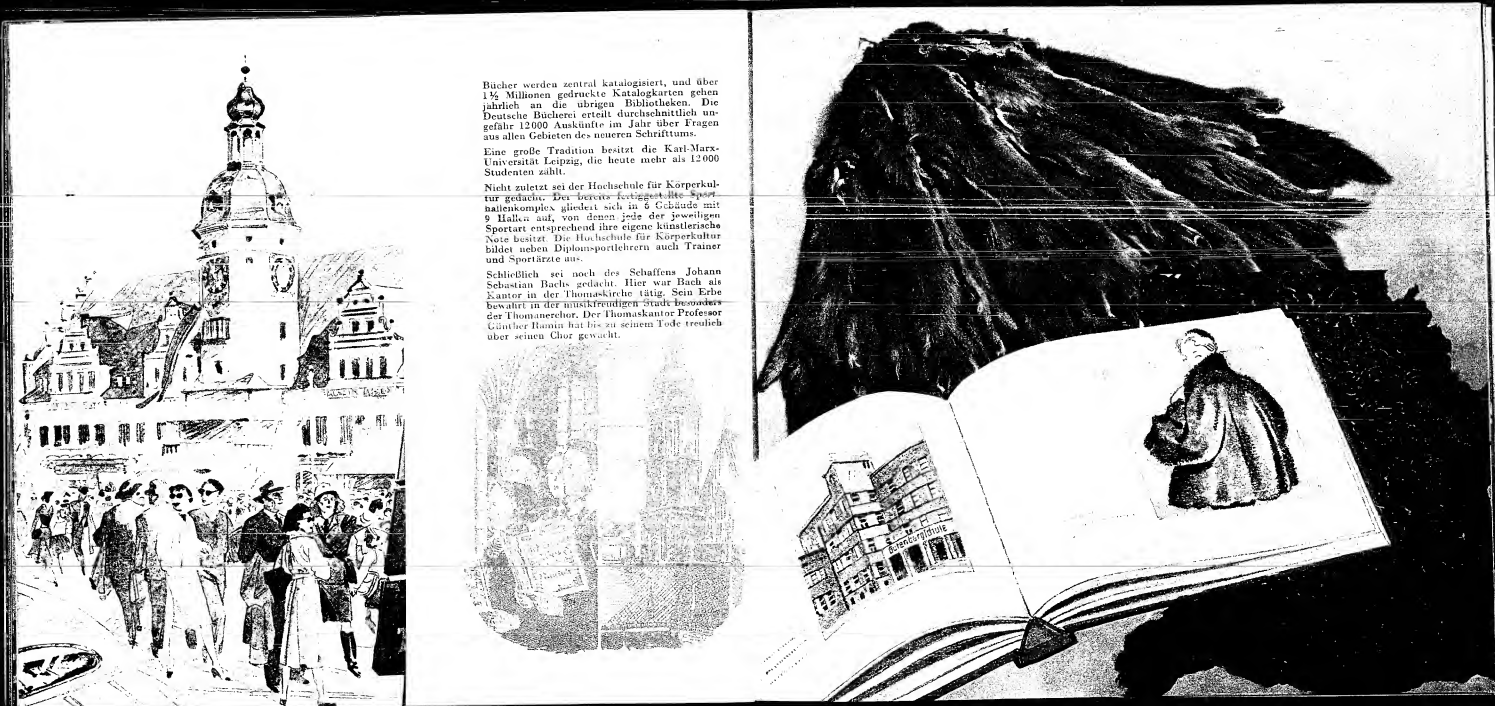 Bücher werden zentral katalogisiert, und über
1½ Millionen gedruckte Katalogkarten gehen
jährlich an die übrigen Bibliotheken. Die
Deutsche Bücherei erteilt durchschnittlich un-
gefähr 12000 Auskünfte im Jahr über Fragen
aus allen Gebieten des neueren Schrifttums.
Eine große Tradition besitzt die Karl-Marx-
Universität Leipzig, die heute mehr als 12000
Studenten zählt.
Nicht zuletzt sei der Hochschule für Körperkul-
tur gedacht. Der bereits fertiggestellte Sport-
hallenkomplex gliedert sich in 6 Gebäude mit
9 Hallen auf, von denen jede der jeweiligen
Sportart entsprechend ihre eigene künstlerische
Note besitzt. Die Hochschule für Körperkultur
bildet neben Diplomsportlehrern auch Trainer
und Sportärzte aus.
Schließlich sei noch des Schaffens Johann
Sebastian Bachs gedacht. Hier war Bach als
Kantor in der Thomaskirche tätig. Sein Erbe
bewahrt in der musikfreudigen Stadt besonders
der Thomanerchor. Der Thomaskantor Professor
Günther Ramin hat bis zu seinem Tode treulich
über seinen Chor gewacht.